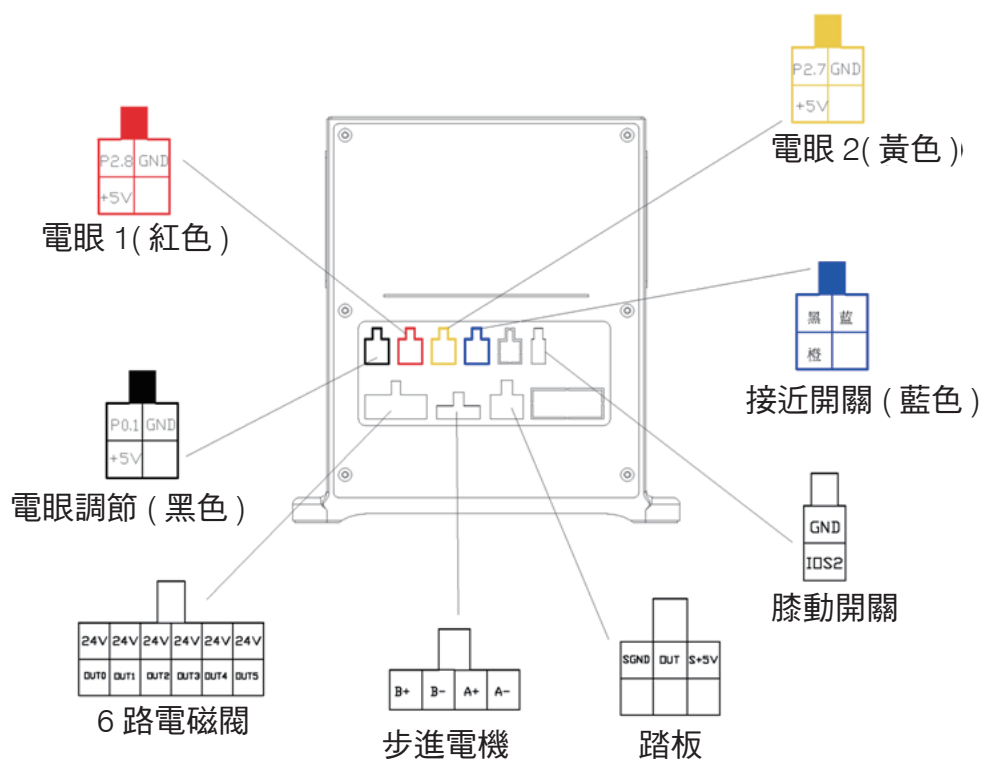 P2.7 GND
+5V
電眼 2( 黃色 )
P2.8 GND
+5V
電眼 1( 紅色 )
黑 藍
橙
接近開關 ( 藍色 )
P0.1 GND
+5V
電眼調節 ( 黑色 )
GND
IOS2
膝動開關
24V 24V 24V 24V 24V 24V
OUT0 OUT1 OUT2 OUT3 OUT4 OUT5
6 路電磁閥
B+ B- A+ A-
步進電機
SGND OUT S+5V
踏板